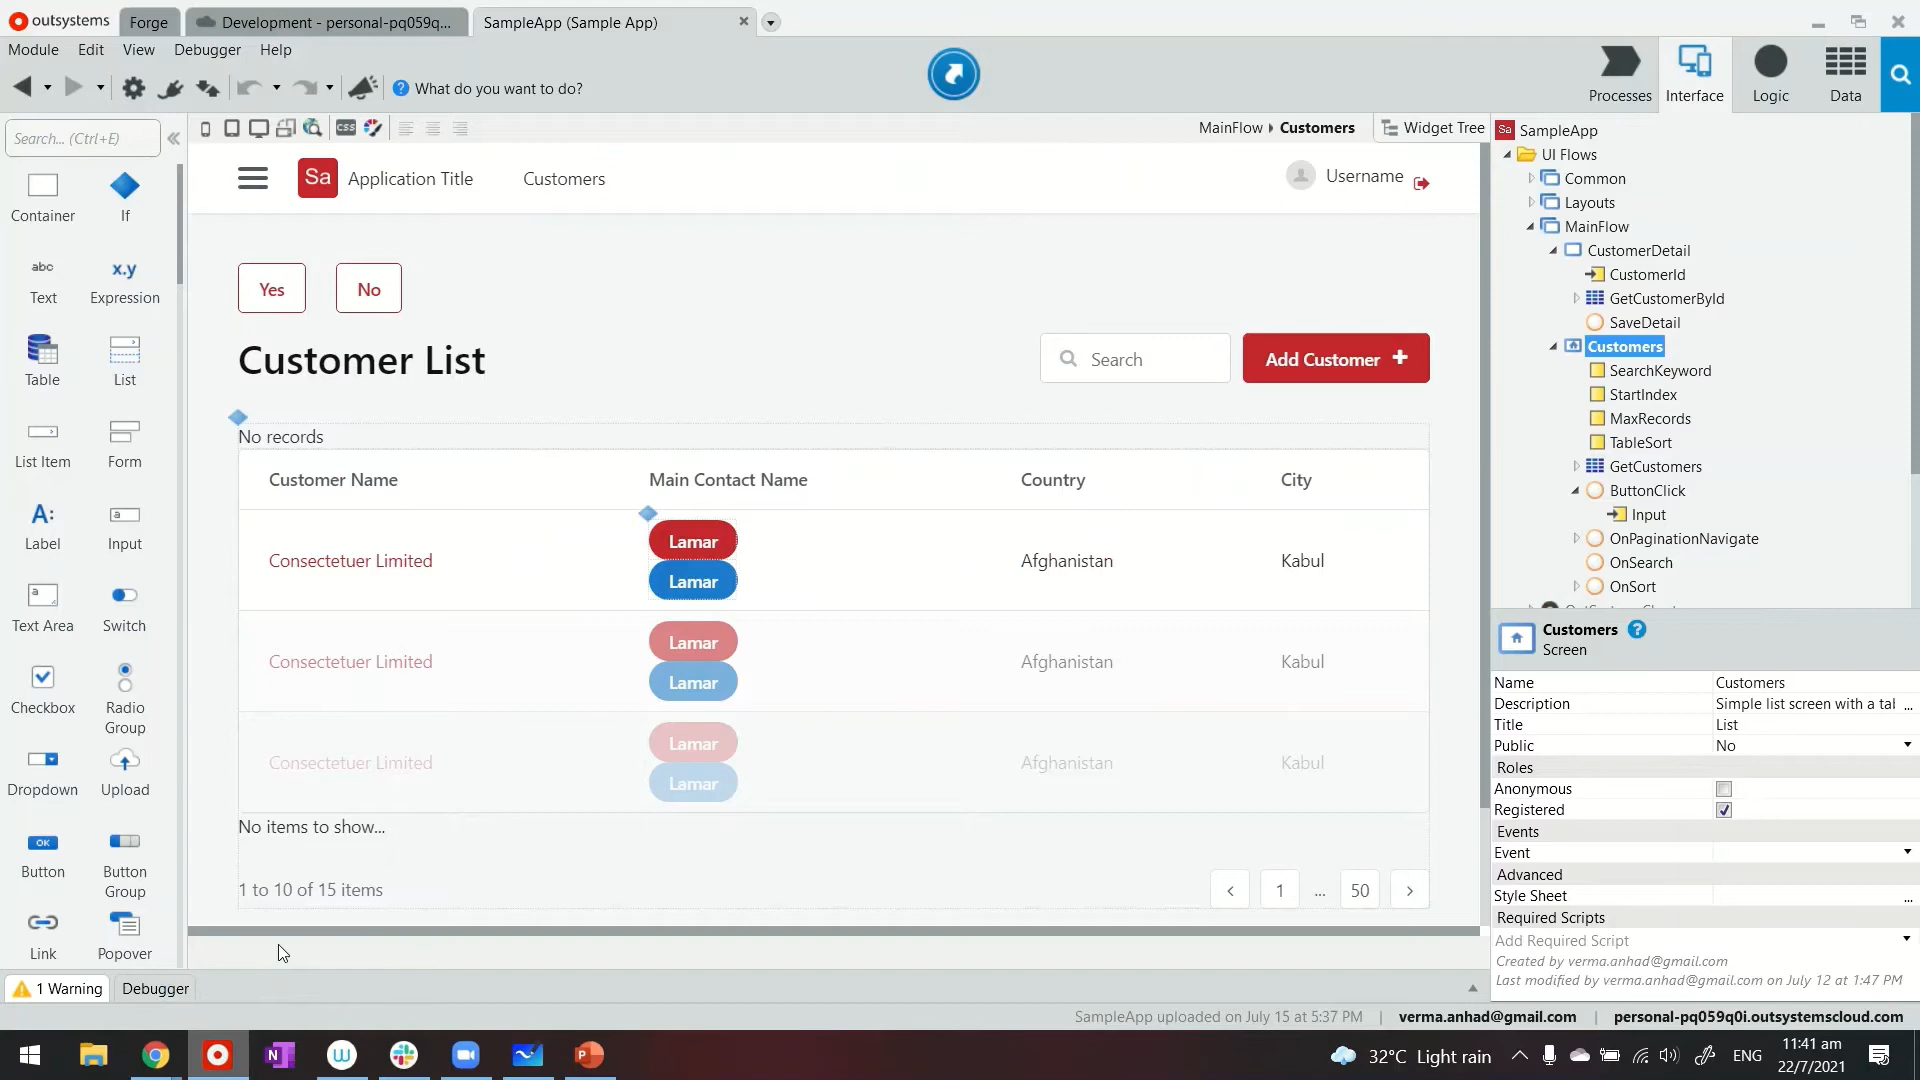 outsystems
Forge
Development - personal-pq059q...
SampleApp (Sample App)
Module Edit View Debugger Help
What do you want to do?
Processes Interface Logic Data
Search... (Ctrl+E)
MainFlow Customers
Widget Tree
Container If
abc x.y
Text Expression
Table List
List Item Form
Label Input
Text Area Switch
Checkbox Radio Group
Dropdown Upload
OK
Button Button Group
Link Popover
CSS
Sa Application Title Customers
Username
Yes No
Customer List
Search
Add Customer
No records
Customer Name Main Contact Name Country City
Lamar
Consectetuer Limited Afghanistan Kabul
Lamar
Lamar
Consectetuer Limited Afghanistan Kabul
Lamar
Lamar
Consectetuer Limited Afghanistan Kabul
Lamar
No items to show...
1 to 10 of 15 items
1 ... 50
Sa SampleApp
UI Flows
Common
Layouts
MainFlow
CustomerDetail
CustomerId
GetCustomerById
SaveDetail
Customers
SearchKeyword
StartIndex
MaxRecords
TableSort
GetCustomers
ButtonClick
Input
OnPaginationNavigate
OnSearch
OnSort
Customers
Screen
Name Customers
Description Simple list screen with a tal ...
Title List
Public No
Roles
Anonymous
Registered
Events
Event
Advanced
Style Sheet ...
Required Scripts
Add Required Script
Created by verma.anhad@gmail.com
Last modified by verma.anhad@gmail.com on July 12 at 1:47 PM
1 Warning Debugger
SampleApp uploaded on July 15 at 5:37 PM | verma.anhad@gmail.com | personal-pq059q0i.outsystemscloud.com
32°C Light rain
ENG
11:41 am
22/7/2021